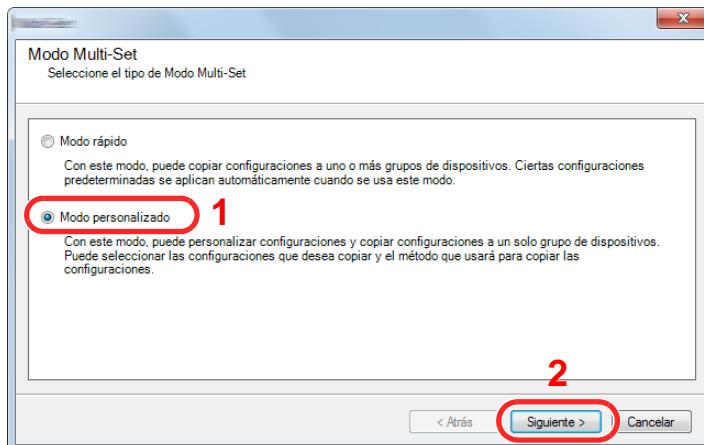 Modo Multi-Set
Seleccione el tipo de Modo Multi-Set
Modo rápido
Con este modo, puede copiar configuraciones a uno o más grupos de dispositivos. Ciertas configuraciones
predeterminadas se aplican automáticamente cuando se usa este modo.
Modo personalizado 1
Con este modo, puede personalizar configuraciones y copiar configuraciones a un solo grupo de dispositivos.
Puede seleccionar las configuraciones que desea copiar y el método que usará para copiar las
configuraciones.
2
< Atrás Siguiente > Cancelar